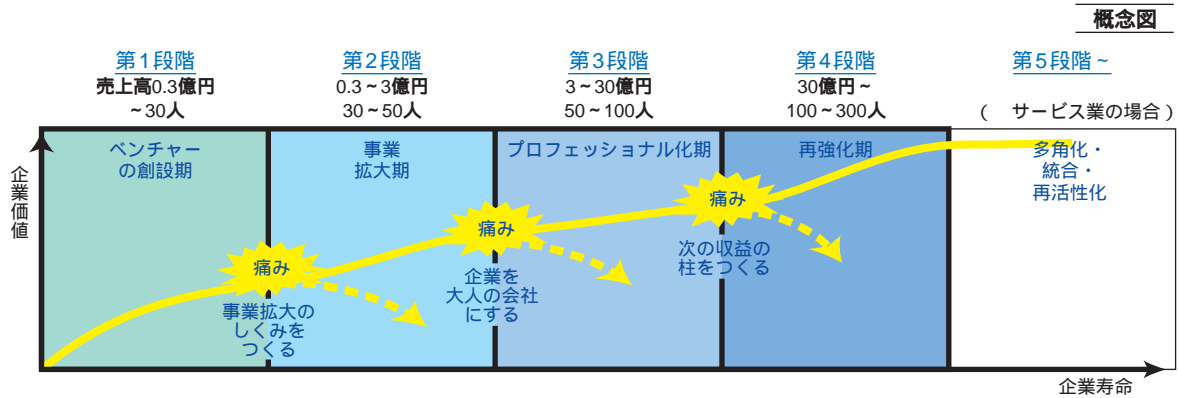 概念図
第1段階
売上高0.3億円
~30人
第2段階
0.3~3億円
30~50人
第3段階
3~30億円
50~100人
第4段階
30億円~
100~300人
第5段階~
( サービス業の場合)
企業価値
ベンチャー
の創設期
事業
拡大期
プロフェッショナル化期
再強化期
多角化・
統合・
再活性化
痛み
事業拡大の
しくみを
つくる
痛み
企業を
大人の会社
にする
痛み
次の収益の
柱をつくる
企業寿命